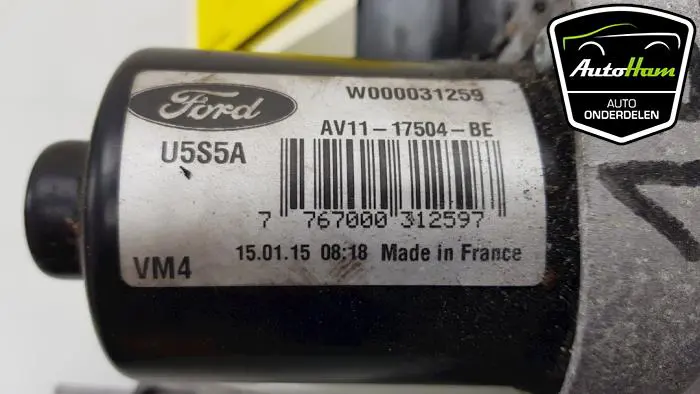 Ford
W000031259
AV11-17504-BE
U5S5A
7 767000 312597
15.01.15 08:18 Made in France
VM4
AutoHam
AUTO
ONDERDELEN